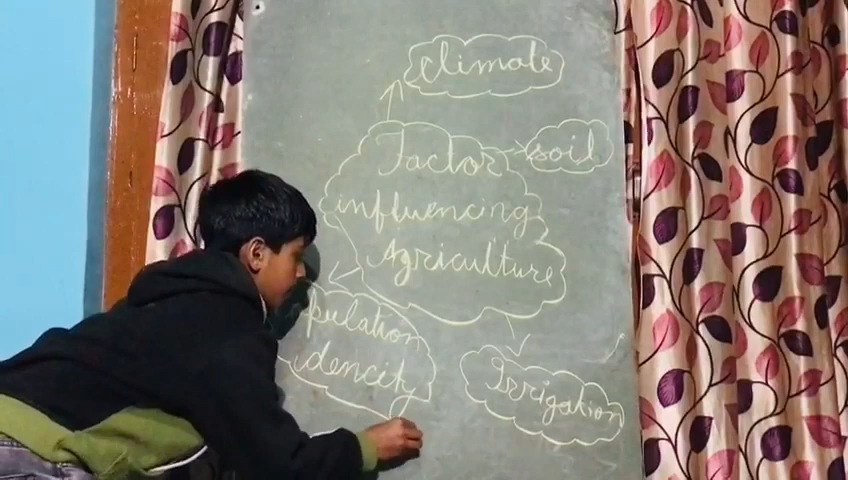 climate
Factor
soil
influencing
Agriculture
pulation
dencity
Irrigation